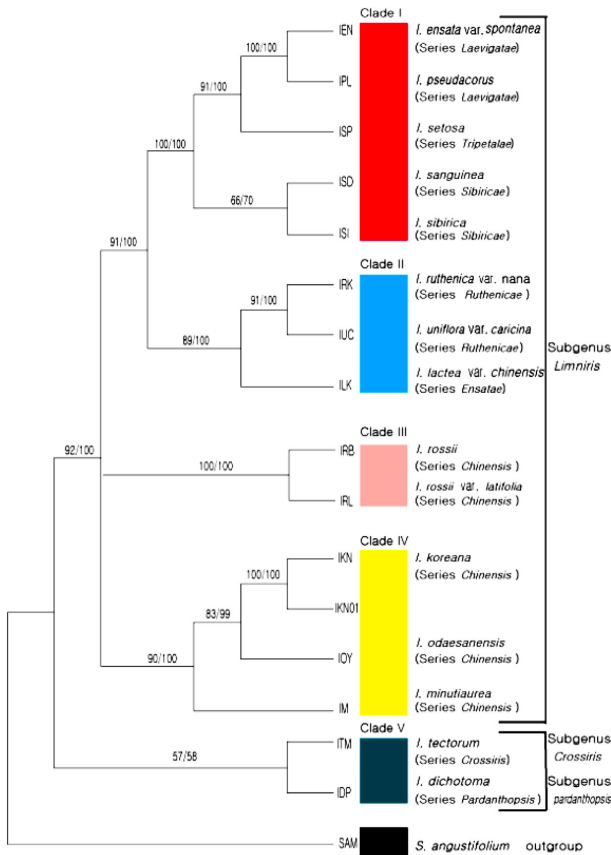 Clade I
IEN
I. ensata var. spontanea
(Series Laevigatae)
100/100
IPL
I. pseudacorus
(Series Laevigatae)
91/100
ISP
I. setosa
(Series Tripetalae)
100/100
ISD
I. sanguinea
(Series Sibiricae)
66/70
ISI
I. sibirica
(Series Sibiricae)
91/100
Clade II
IRK
I. ruthenica var. nana
(Series Ruthenicae)
91/100
IUC
I. uniflora var. caricina
(Series Ruthenicae)
89/100
ILK
I. lactea var. chinensis
(Series Ensatae)
Subgenus
Limniris
92/100
Clade III
IRB
I. rossii
(Series Chinensis)
100/100
IRL
I. rossii var. latifolia
(Series Chinensis)
Clade IV
IKN
I. koreana
(Series Chinensis)
100/100
IKN01
83/99
IOY
I. odaesanensis
(Series Chinensis)
90/100
IM
I. minutiaurea
(Series Chinensis)
Clade V
ITM
I. tectorum
(Series Crossiris)
Subgenus
Crossiris
57/58
IDP
I. dichotoma
(Series Pardanthopsis)
Subgenus
pardanthopsis
SAM
S. angustifolium outgroup